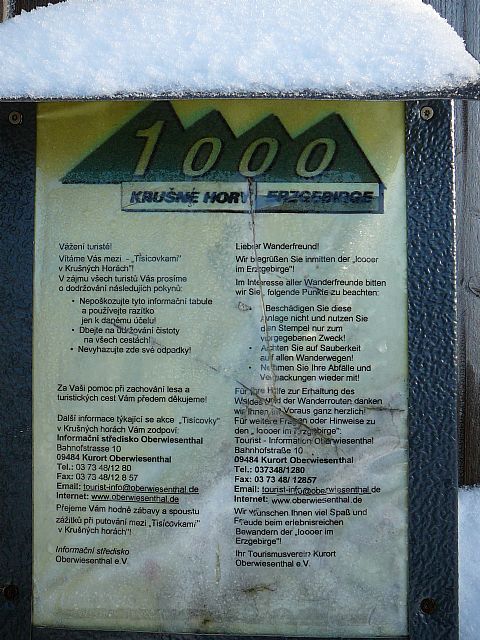 1000
KRUŠNÉ HORY ERZGEBIRGE
Vážení turisté!
Vítáme Vás mezi - „Tisícovkami"
v Krušných Horách"!
V zájmu všech turistů Vás prosíme
o dodržování následujích pokynů:
• Nepoškozujte tyto informační tabule
a používejte razítko
jen k danému účelu!
• Dbejte na udržování čistoty
na všech cestách!
• Nevyhazujte zde své odpadky!
Za Vaši pomoc při zachování lesa a
turistických cest Vám předem děkujeme!
Další informace týkající se akce „Tisícovky"
v Krušných horách Vám zodpoví:
Informační středisko Oberwiesenthal
Bahnofstrasse 10
09484 Kurort Oberwiesenthal
Tel.: 03 73 48/12 80
Fax: 03 73 48/12 8 57
Email: tourist-info@oberwiesenthal.de
Internet: www.oberwiesenthal.de
Přejeme Vám hodně zábavy a spoustu
zážitků při putování mezi „Tisícovkami"
v Krušných horách"!
Informační středisko
Oberwiesenthal e.V.
Lieber Wanderfreund!
Wir begrüßen Sie inmitten der „loooer
im Erzgebirge"!
Im Interesse aller Wanderfreunde bitten
wir Sie, folgende Punkte zu beachten:
• Beschädigen Sie diese
Anlage nicht und nutzen Sie
den Stempel nur zum
vorgegebenen Zweck!
• Achten Sie auf Sauberkeit
auf allen Wanderwegen!
• Nehmen Sie Ihre Abfälle und
Verpackungen wieder mit!
Für Ihre Hilfe zur Erhaltung des
Waldes und der Wanderrouten danken
wir Ihnen im Voraus ganz herzlich!
Für weitere Fragen oder Hinweise zu
den „loooer im Erzgebirge":
Tourist - Information Oberwiesenthal
Bahnhofstraße 10
09484 Kurort Oberwiesenthal
Tel.: 037348/1280
Fax: 03 73 48/ 12857
Email: tourist-info@oberwiesenthal.de
Internet: www.oberwiesenthal.de
Wir wünschen Ihnen viel Spaß und
Freude beim erlebnisreichen
Bewandern der „loooer im
Erzgebirge"!
Ihr Tourismusverein Kurort
Oberwiesenthal e.V.